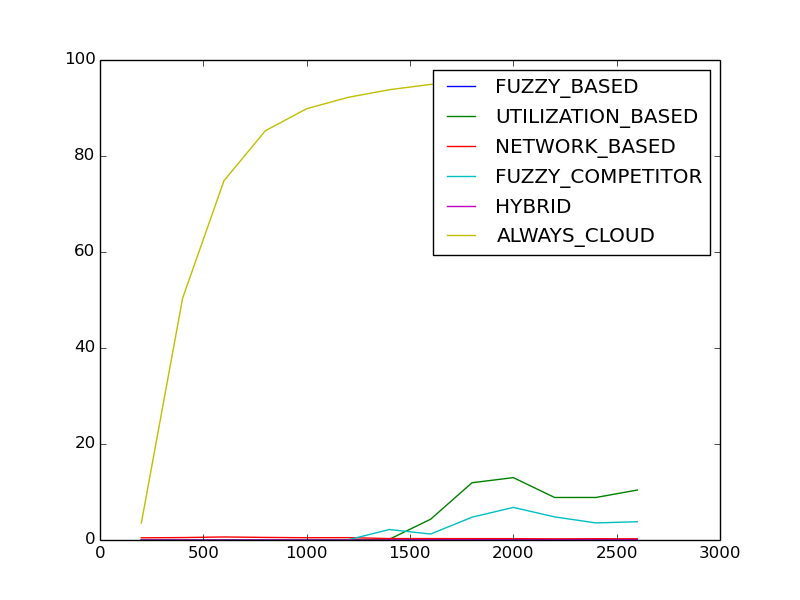 100
80
60
40
20
0
0 500 1000 1500 2000 2500 3000
FUZZY_BASED
UTILIZATION_BASED
NETWORK_BASED
FUZZY_COMPETITOR
HYBRID
ALWAYS_CLOUD